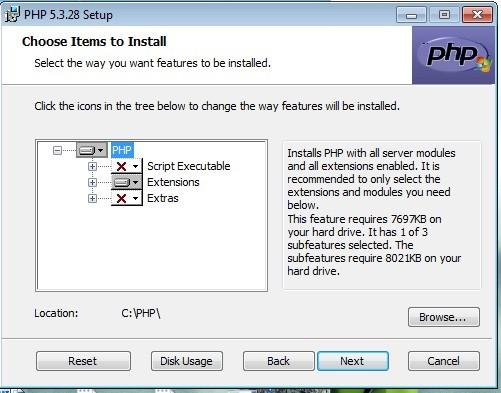 PHP 5.3.28 Setup
Choose Items to Install
Select the way you want features to be installed.
php
Click the icons in the tree below to change the way features will be installed.
PHP
Script Executable
Extensions
Extras
Installs PHP with all server modules
and all extensions enabled. It is
recommended to only select the
extensions and modules you need
below.
This feature requires 7697KB on
your hard drive. It has 1 of 3
subfeatures selected. The
subfeatures require 8021KB on your
hard drive.
Location: C:\PHP\
Browse...
Reset Disk Usage Back Next Cancel